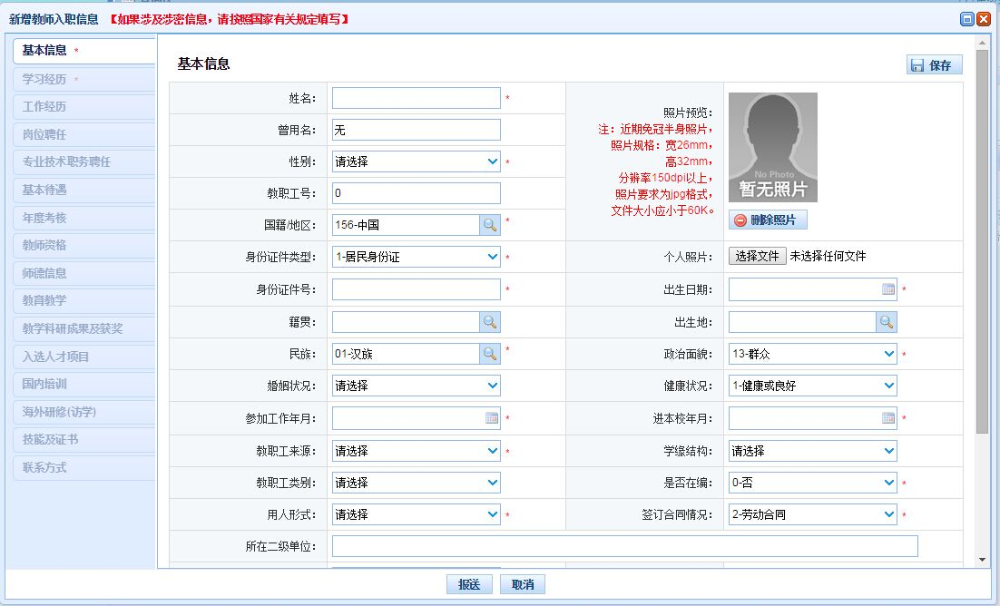 新增教师入职信息 【如果涉及涉密信息，请按照国家有关规定填写】
基本信息 *
学习经历 *
工作经历
岗位聘任
专业技术职务聘任
基本待遇
年度考核
教师资格
师德信息
教育教学
教学科研成果及获奖
入选人才项目
国内培训
海外研修(访学)
技能及证书
联系方式
基本信息
保存
姓名： *
曾用名： 无
性别： 请选择 *
教职工号： 0
国籍/地区： 156-中国 *
照片预览：
注：近期免冠半身照片，
照片规格：宽26mm，
高32mm，
分辨率150dpi以上，
照片要求为jpg格式，
文件大小应小于60K。
No Photo
暂无照片
删除照片
身份证件类型： 1-居民身份证 *
个人照片： 选择文件 未选择任何文件
身份证件号： *
出生日期： *
籍贯：
出生地：
民族： 01-汉族 *
政治面貌： 13-群众 *
婚姻状况： 请选择
健康状况： 1-健康或良好
参加工作年月： *
进本校年月： *
教职工来源： 请选择 *
学缘结构： 请选择
教职工类别： 请选择
是否在编： 0-否 *
用人形式： 请选择 *
签订合同情况： 2-劳动合同 *
所在二级单位：
报送
取消